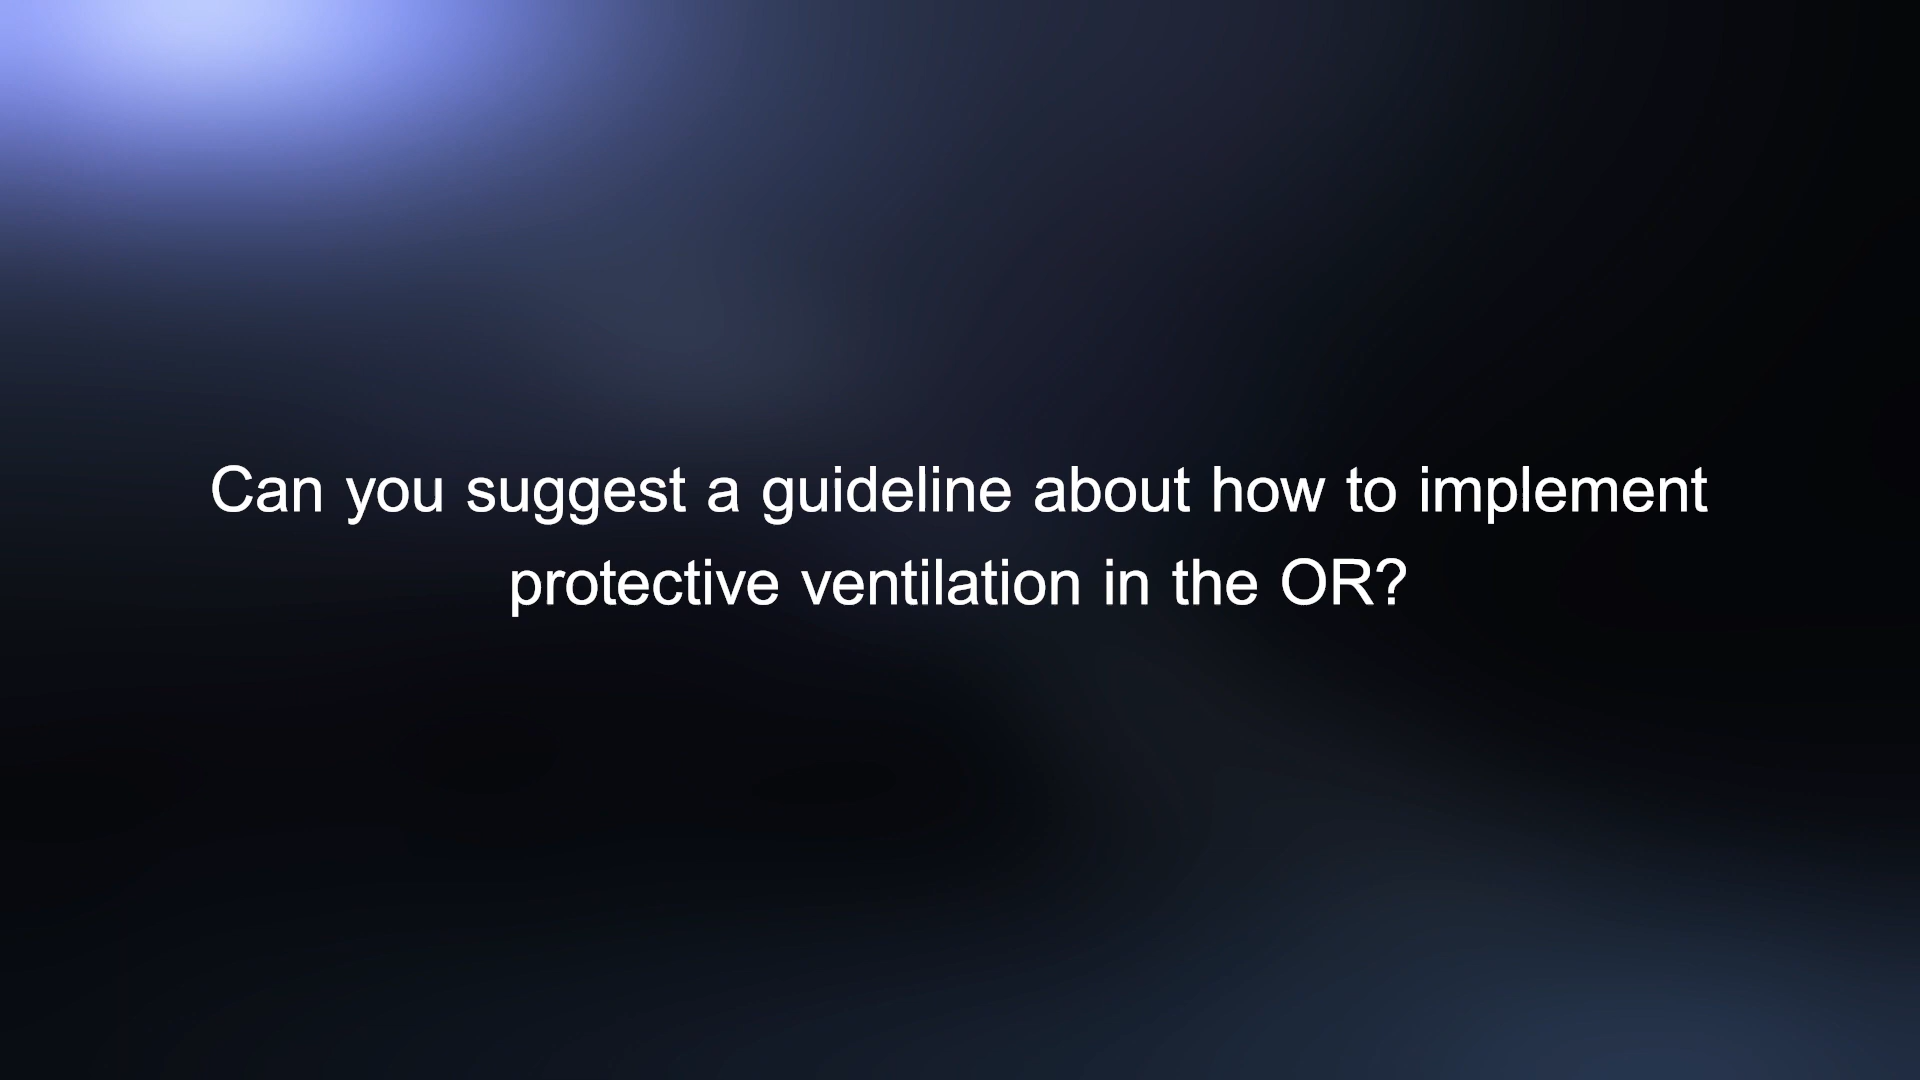 Can you suggest a guideline about how to implement
protective ventilation in the OR?